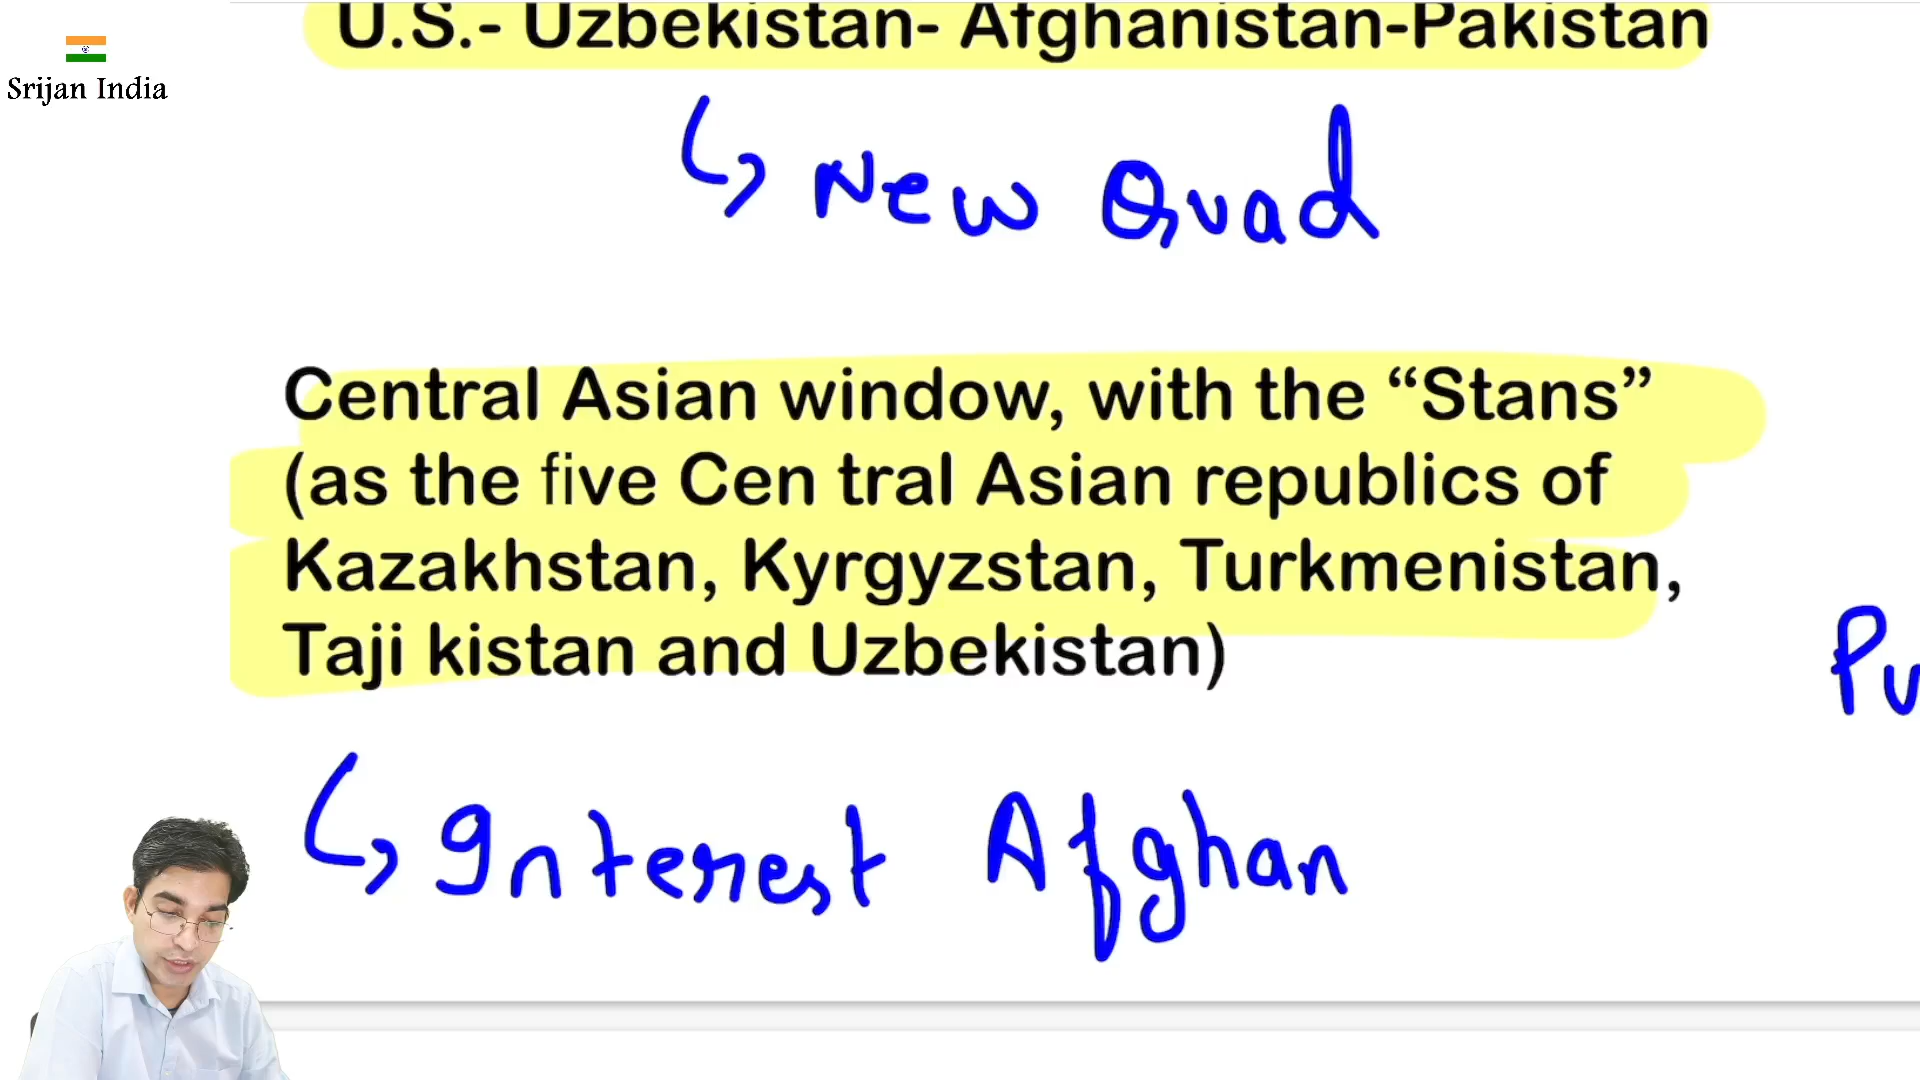 U.S.- Uzbekistan- Afghanistan-Pakistan
Srijan India
New Quad
Central Asian window, with the “Stans”
(as the five Cen tral Asian republics of
Kazakhstan, Kyrgyzstan, Turkmenistan,
Taji kistan and Uzbekistan)
Pu
Interest Afghan